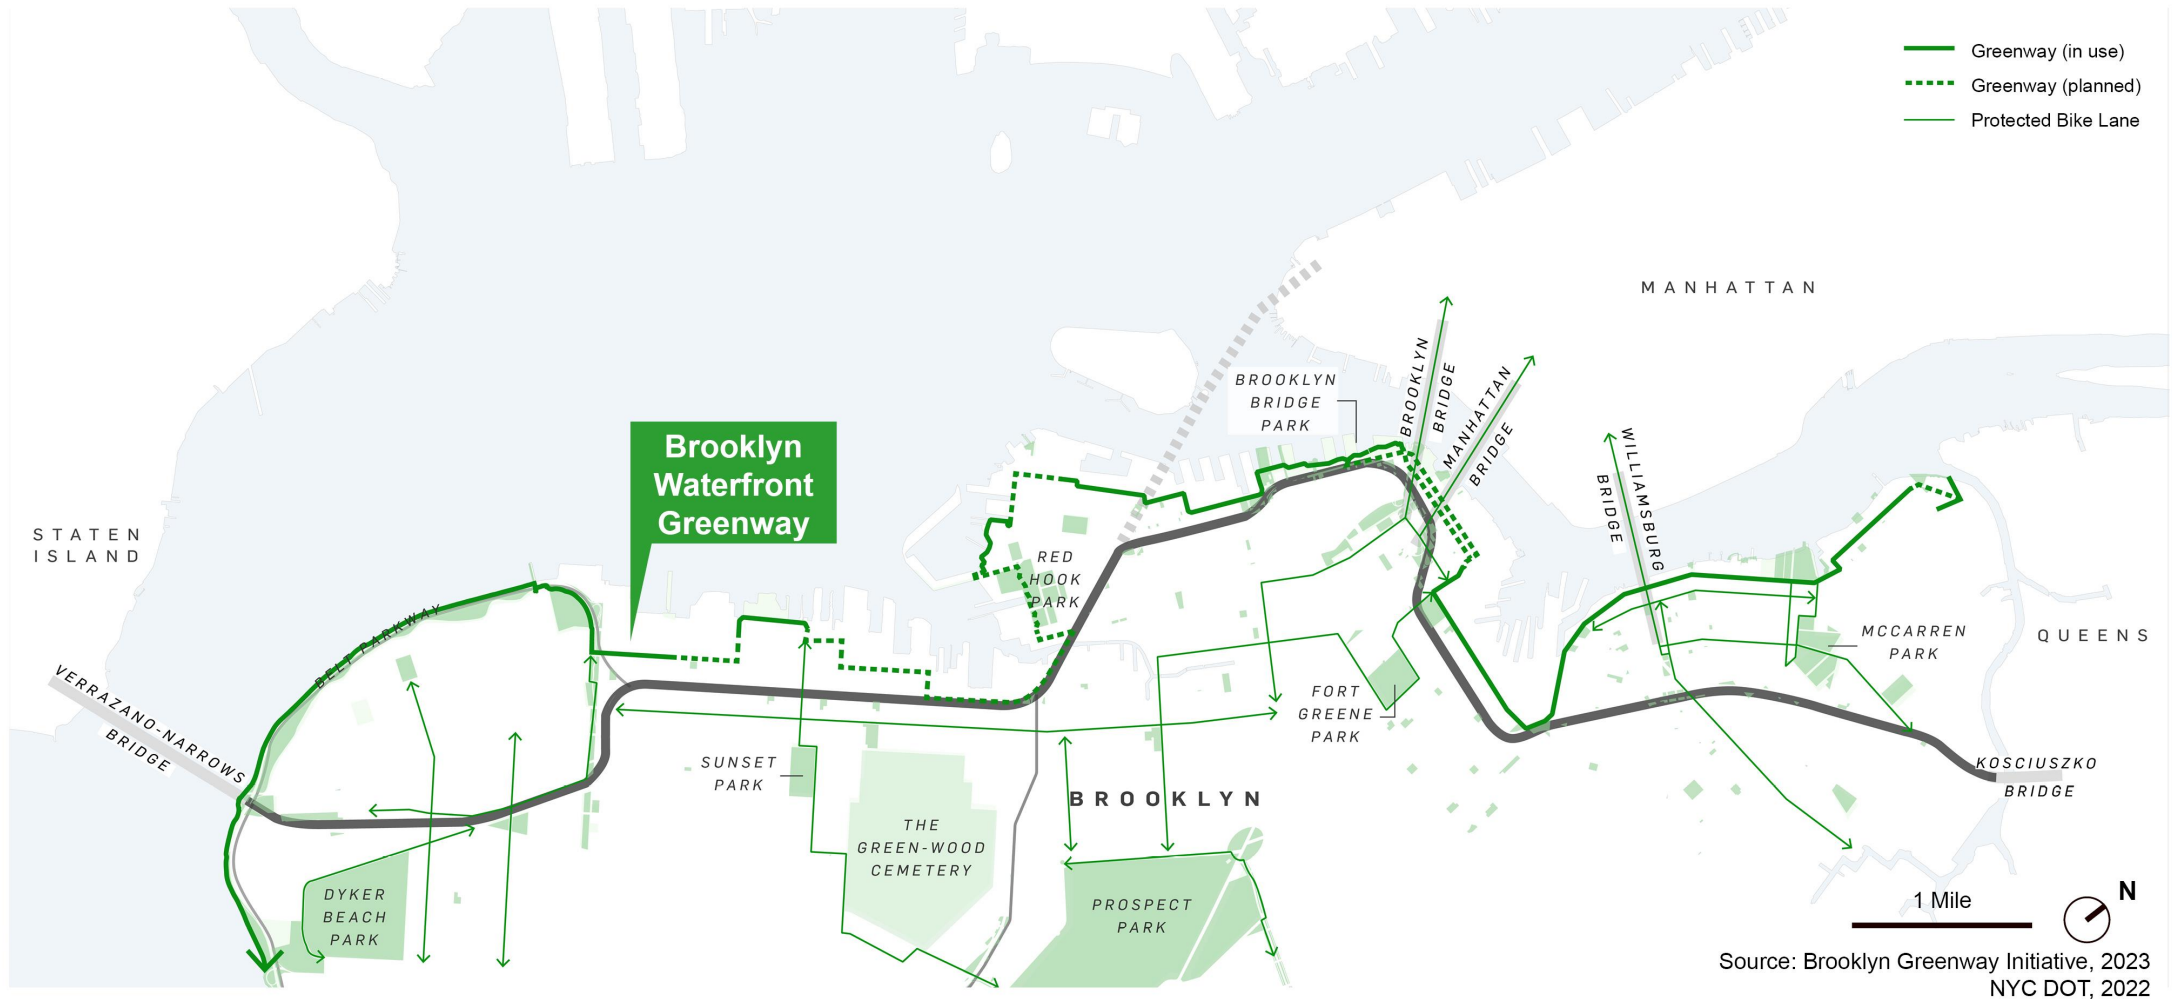 Greenway (in use)
Greenway (planned)
Protected Bike Lane
MANHATTAN
BROOKLYN
BRIDGE
MANHATTAN
BRIDGE
BROOKLYN
BRIDGE
PARK
WILLIAMSBURG
BRIDGE
Brooklyn
Waterfront
Greenway
STATEN
ISLAND
RED
HOOK
PARK
BELT PARKWAY
MCCARREN
PARK
QUEENS
VERRAZANO-NARROWS
BRIDGE
FORT
GREENE
PARK
SUNSET
PARK
KOSCIUSZKO
BRIDGE
BROOKLYN
THE
GREEN-WOOD
CEMETERY
DYKER
BEACH
PARK
PROSPECT
PARK
1 Mile
N
Source: Brooklyn Greenway Initiative, 2023
NYC DOT, 2022